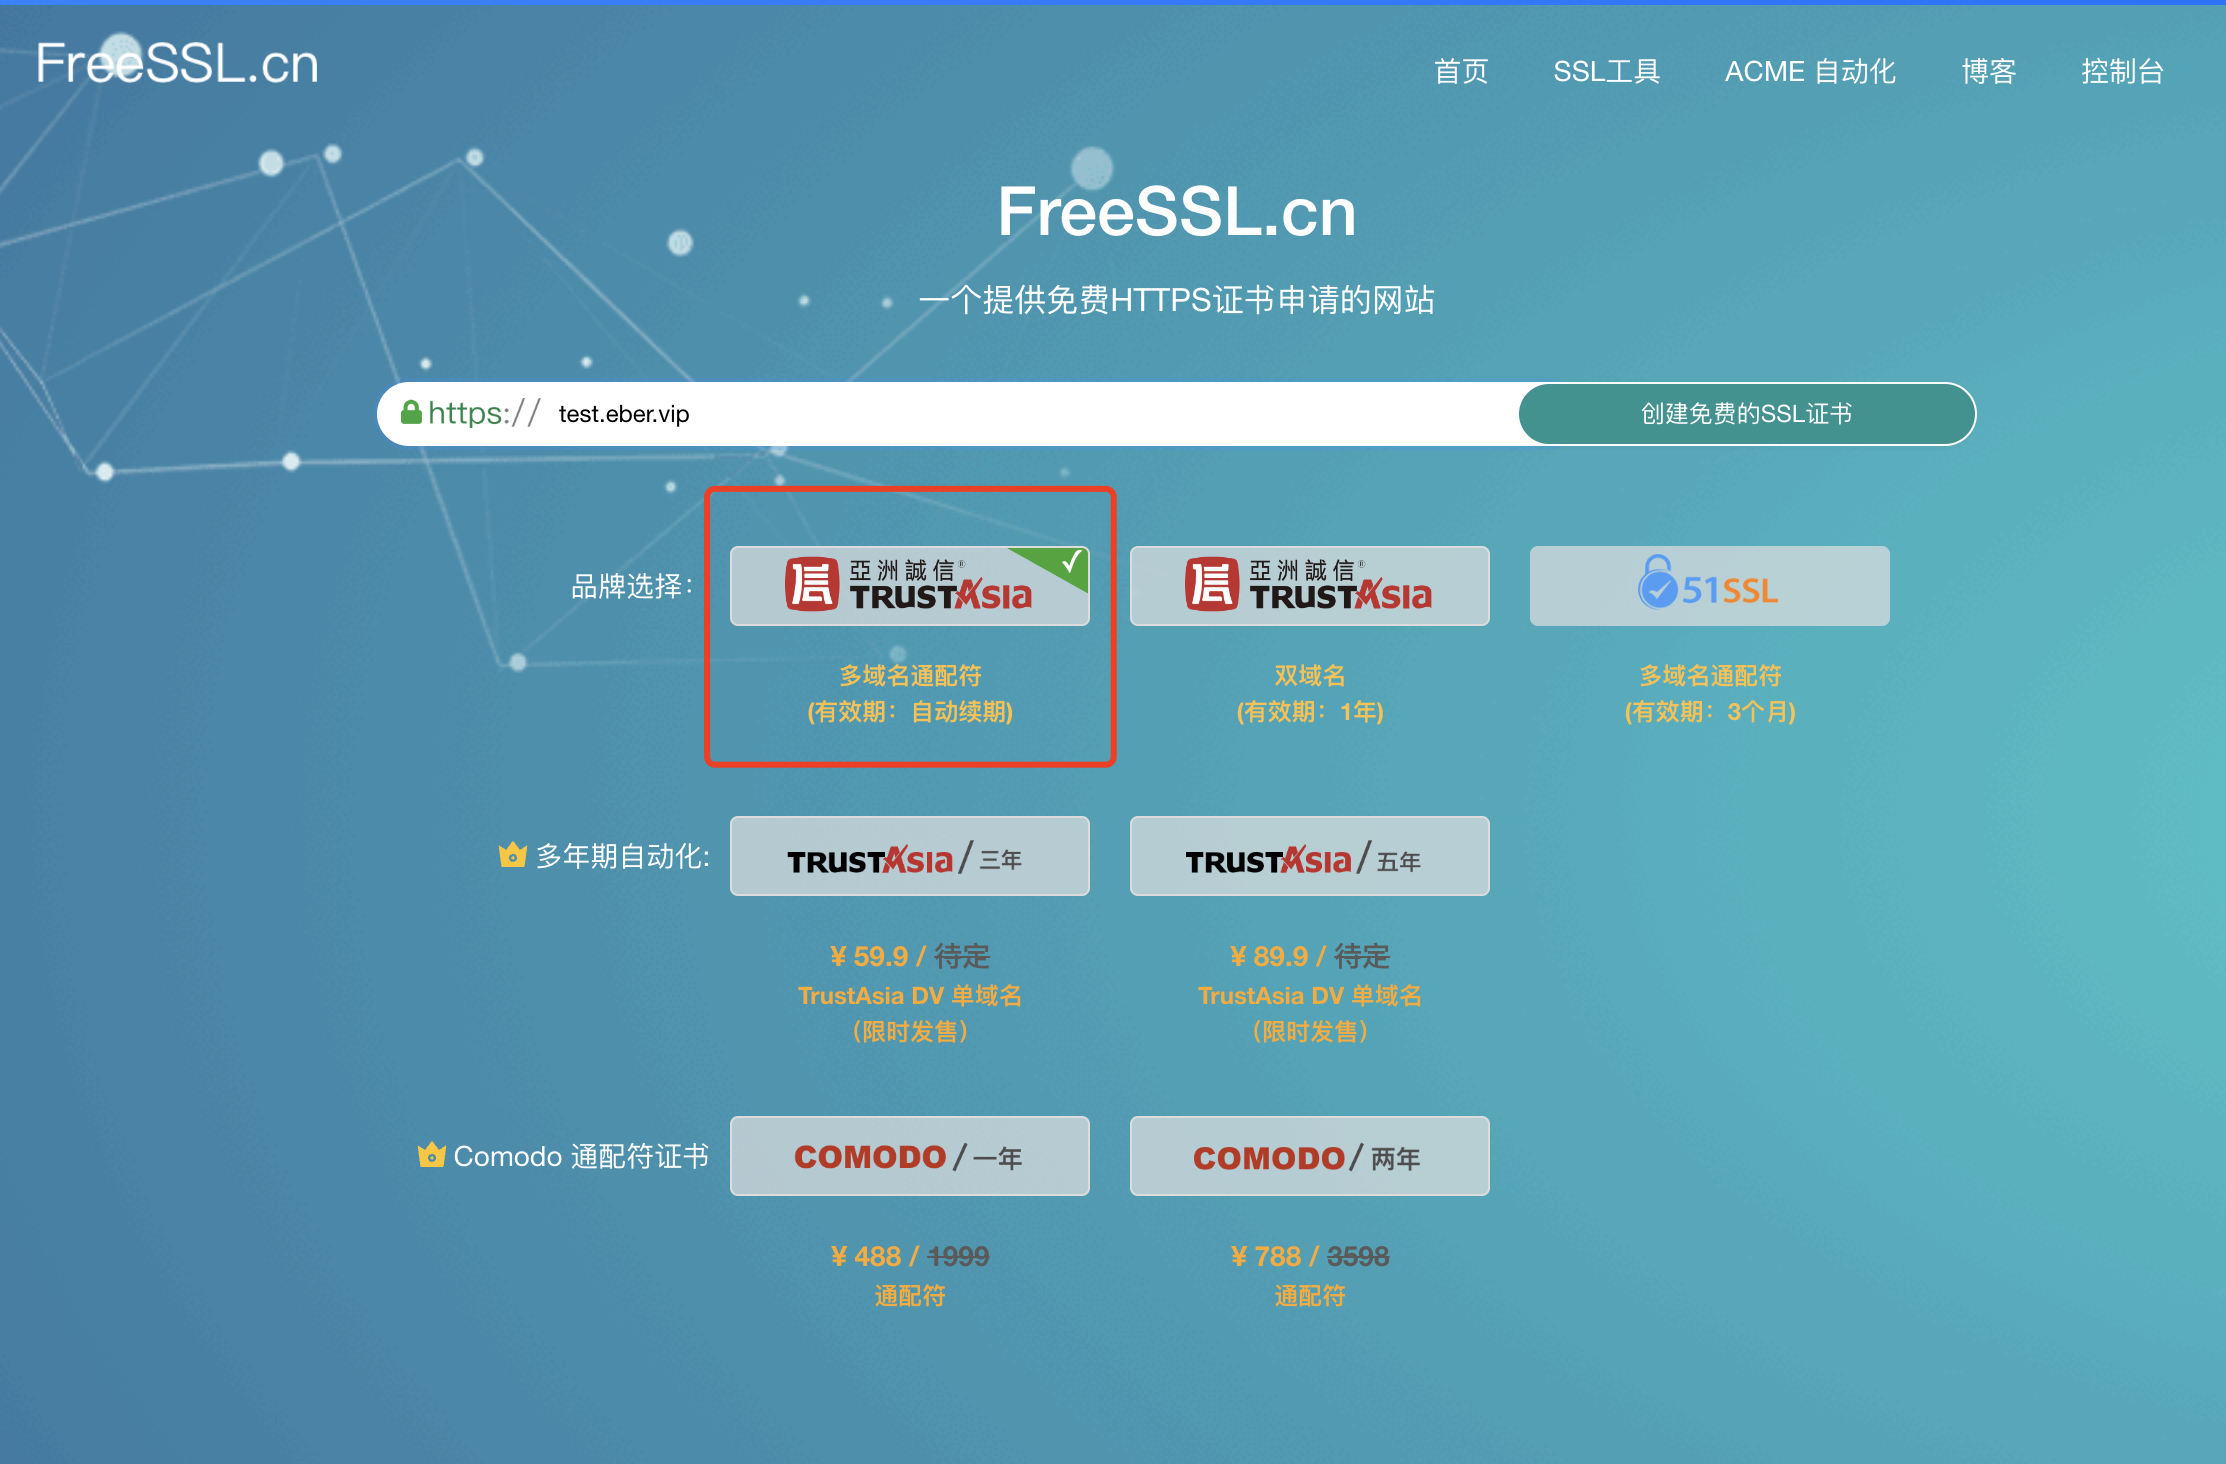 FreeSSL.cn
首页 SSL工具 ACME 自动化 博客 控制台
FreeSSL.cn
一个提供免费HTTPS证书申请的网站
https:// test.eber.vip 创建免费的SSL证书
品牌选择： 信 亞洲誠信® TRUSTAsia 信 亞洲誠信® TRUSTAsia 51SSL
多域名通配符 双域名 多域名通配符
(有效期：自动续期) (有效期：1年) (有效期：3个月)
多年期自动化: TRUSTAsia/三年 TRUSTAsia/五年
¥ 59.9 / 待定 ¥ 89.9 / 待定
TrustAsia DV 单域名 TrustAsia DV 单域名
（限时发售） （限时发售）
Comodo 通配符证书 COMODO/一年 COMODO/两年
¥ 488 / 1999 ¥ 788 / 3598
通配符 通配符